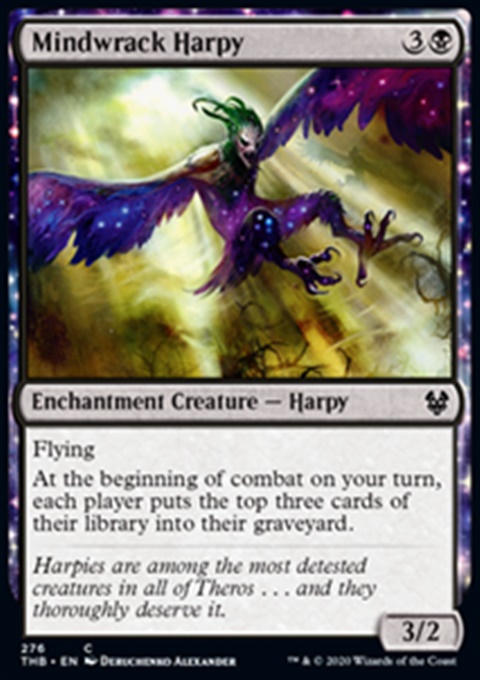 Mindwrack Harpy 3
Enchantment Creature — Harpy
Flying
At the beginning of combat on your turn,
each player puts the top three cards of
their library into their graveyard.
Harpies are among the most detested
creatures in all of Theros . . . and they
thoroughly deserve it.
3/2
276 C
THB • EN Deruchenko Alexander
™ & © 2020 Wizards of the Coast